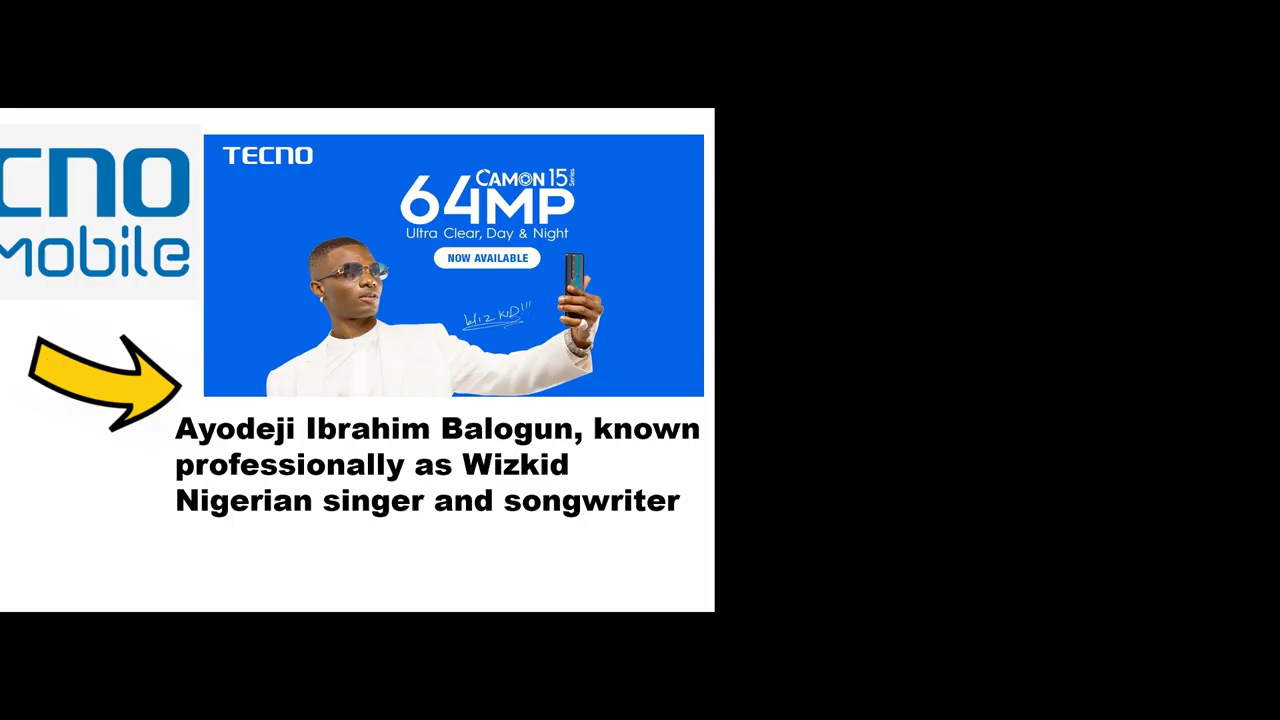 CNO
Mobile
TECNO
CAMON 15 Series
64MP
Ultra Clear, Day & Night
NOW AVAILABLE
WIZ KID!!!
Ayodeji Ibrahim Balogun, known
professionally as Wizkid
Nigerian singer and songwriter